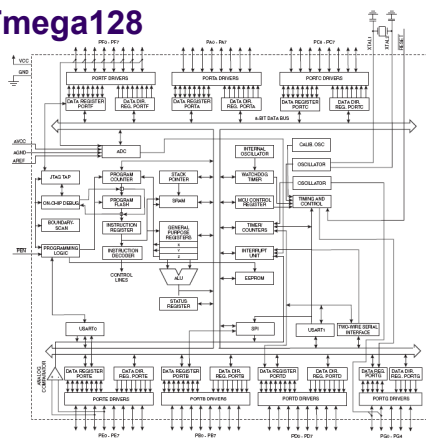 Tmega128
PF0 - PF7
PA0 - PA7
PC0 - PC7
XTAL1
XTAL2
RESET
VCC
GND
PORTF DRIVERS
PORTA DRIVERS
PORTC DRIVERS
DATA REGISTER
PORTF
DATA DIR.
REG. PORTF
DATA REGISTER
PORTA
DATA DIR.
REG. PORTA
DATA REGISTER
PORTC
DATA DIR.
REG. PORTC
8-BIT DATA BUS
AVCC
AGND
AREF
ADC
INTERNAL
OSCILLATOR
CALIB. OSC
OSCILLATOR
JTAG TAP
PROGRAM
COUNTER
STACK
POINTER
WATCHDOG
TIMER
OSCILLATOR
ON-CHIP DEBUG
PROGRAM
FLASH
SRAM
MCU CONTROL
REGISTER
TIMING AND
CONTROL
BOUNDARY-
SCAN
INSTRUCTION
REGISTER
GENERAL
PURPOSE
REGISTERS
X
Y
Z
TIMER/
COUNTERS
PEN
PROGRAMMING
LOGIC
INSTRUCTION
DECODER
INTERRUPT
UNIT
CONTROL
LINES
ALU
EEPROM
STATUS
REGISTER
USART0
SPI
USART1
TWO-WIRE SERIAL
INTERFACE
ANALOG
COMPARATOR
DATA REGISTER
PORTE
DATA DIR.
REG. PORTE
DATA REGISTER
PORTB
DATA DIR.
REG. PORTB
DATA REGISTER
PORTD
DATA DIR.
REG. PORTD
DATA REG.
PORTG
DATA DIR.
REG. PORTG
PORTE DRIVERS
PORTB DRIVERS
PORTD DRIVERS
PORTG DRIVERS
PE0 - PE7
PB0 - PB7
PD0 - PD7
PG0 - PG4